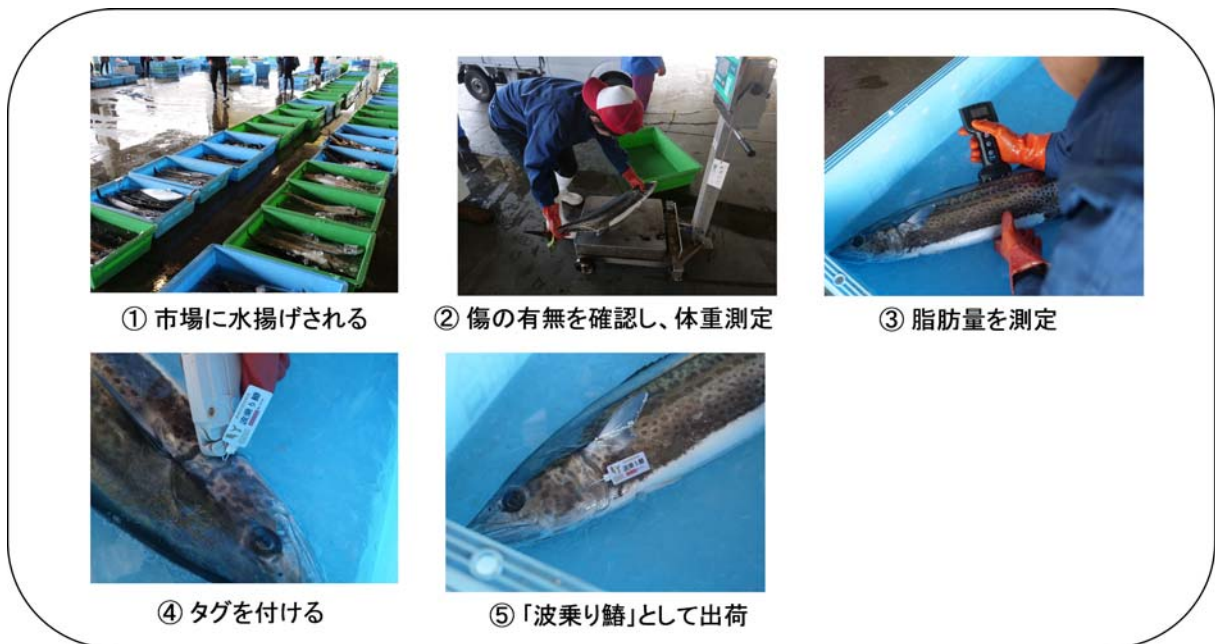 ① 市場に水揚げされる
② 傷の有無を確認し、体重測定
③ 脂肪量を測定
④ タグを付ける
⑤ 「波乗り鰆」として出荷